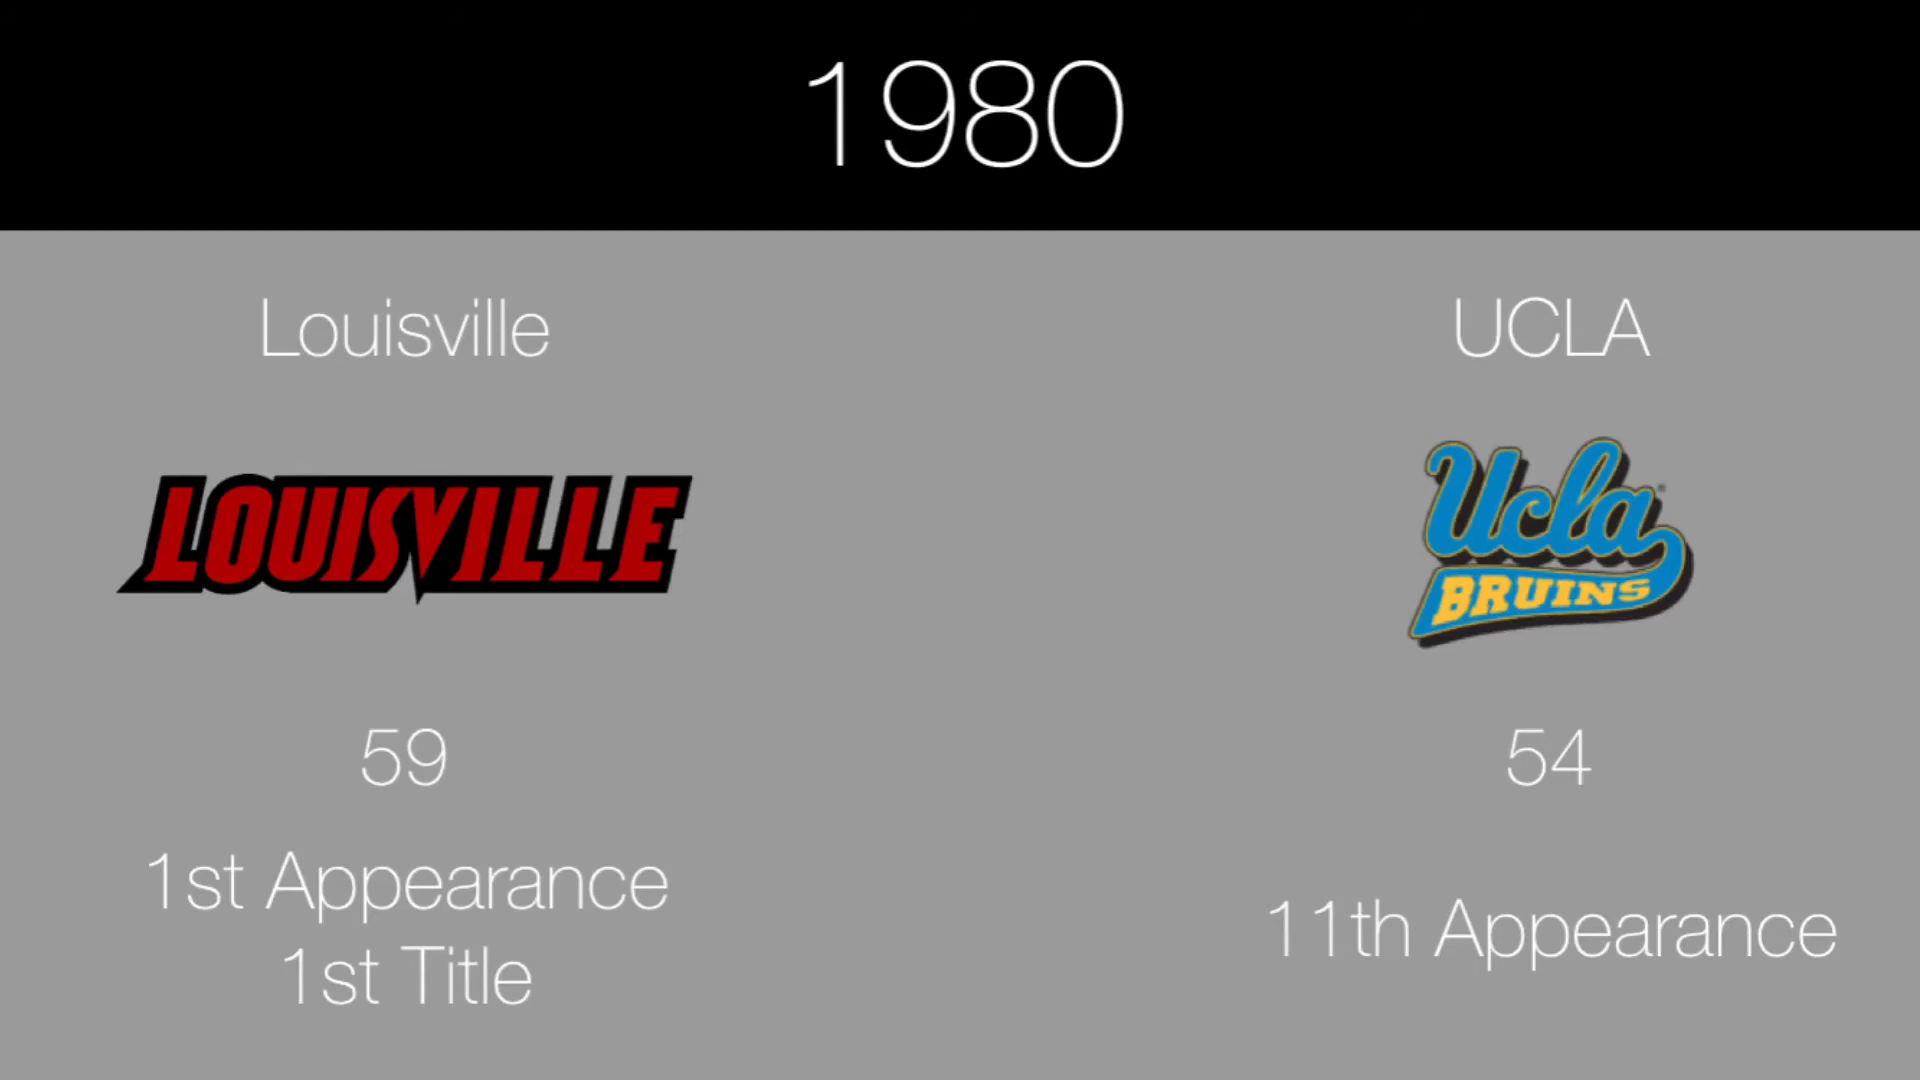 1980
Louisville
UCLA
LOUISVILLE
Ucla
BRUINS
59
54
1st Appearance
1st Title
11th Appearance